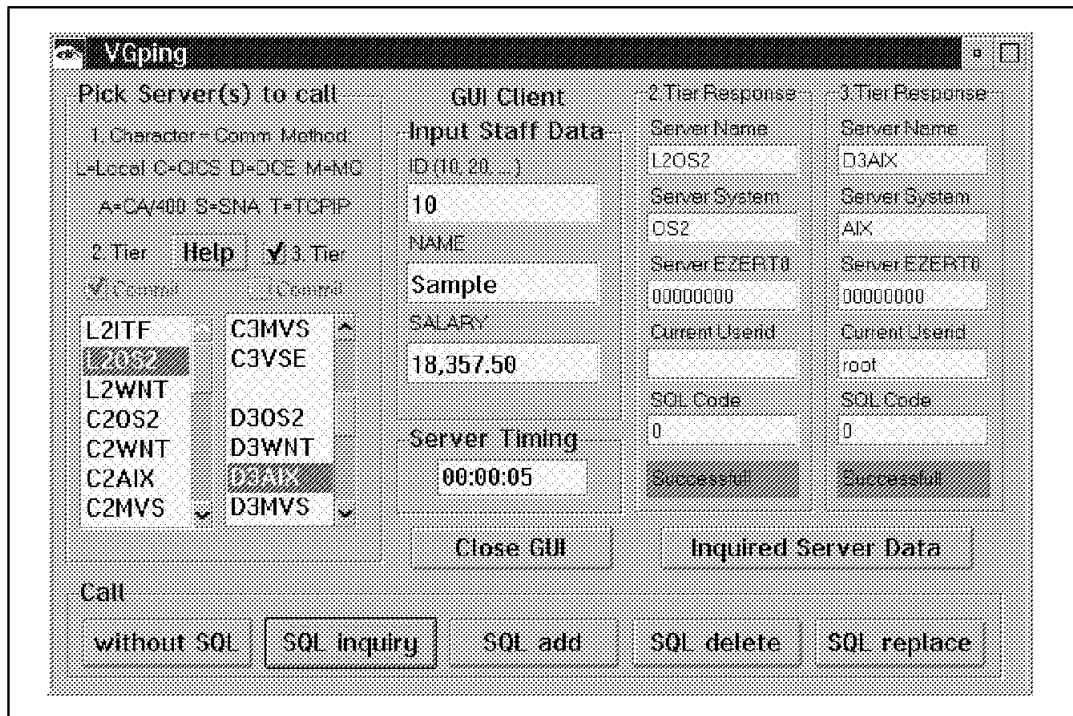 VGping
Pick Server(s) to call
1. Character = Comm. Method
L=Local C=CICS D=DCE M=MQ
A=CA/400 S=SNA T=TCPIP
2. Tier
Help
3. Tier
Control
Control
L2ITF
L2OS2
L2WNT
C2OS2
C2WNT
C2AIX
C2MVS
C3MVS
C3VSE
D3OS2
D3WNT
D3AIX
D3MVS
GUI Client
Input Staff Data
ID (10, 20, ...)
10
NAME
Sample
SALARY
18,357.50
Server Timing
00:00:05
2.Tier Response
Server Name
L2OS2
Server System
OS2
Server EZERT8
00000000
Current Userid
SQL Code
0
Successfull
3.Tier Response
Server Name
D3AIX
Server System
AIX
Server EZERT8
00000000
Current Userid
root
SQL Code
0
Successfull
Close GUI
Inquired Server Data
Call
without SQL
SQL inquiry
SQL add
SQL delete
SQL replace